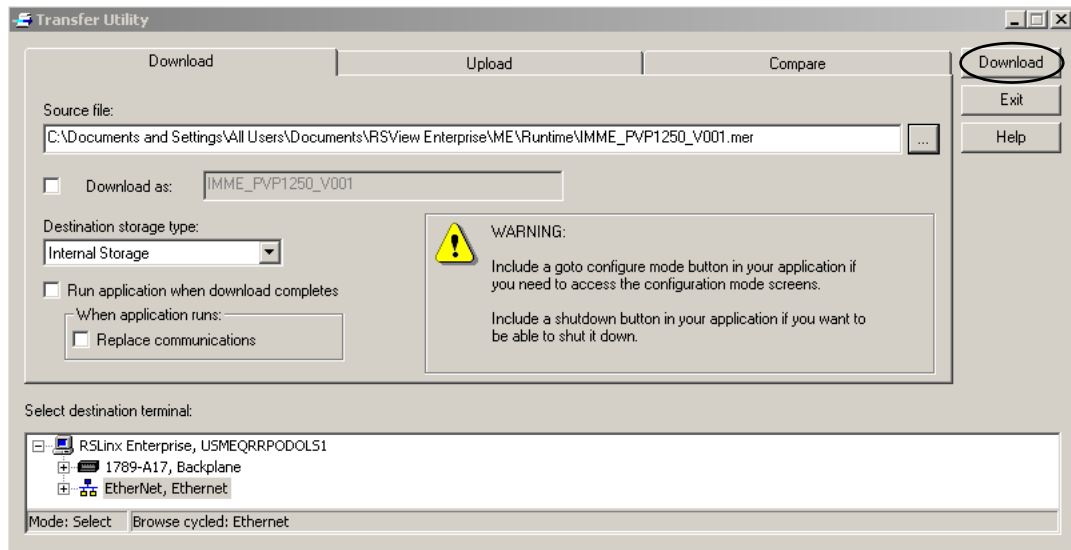 Transfer Utility
Download
Upload
Compare
Download
Exit
Help
Source file:
C:\Documents and Settings\All Users\Documents\RSView Enterprise\ME\Runtime\IMME_PVP1250_V001.mer
...
Download as:
IMME_PVP1250_V001
Destination storage type:
Internal Storage
Run application when download completes
When application runs:
Replace communications
WARNING:
Include a goto configure mode button in your application if
you need to access the configuration mode screens.
Include a shutdown button in your application if you want to
be able to shut it down.
Select destination terminal:
RSLinx Enterprise, USMEQRRPODOLS1
1789-A17, Backplane
EtherNet, Ethernet
Mode: Select
Browse cycled: Ethernet